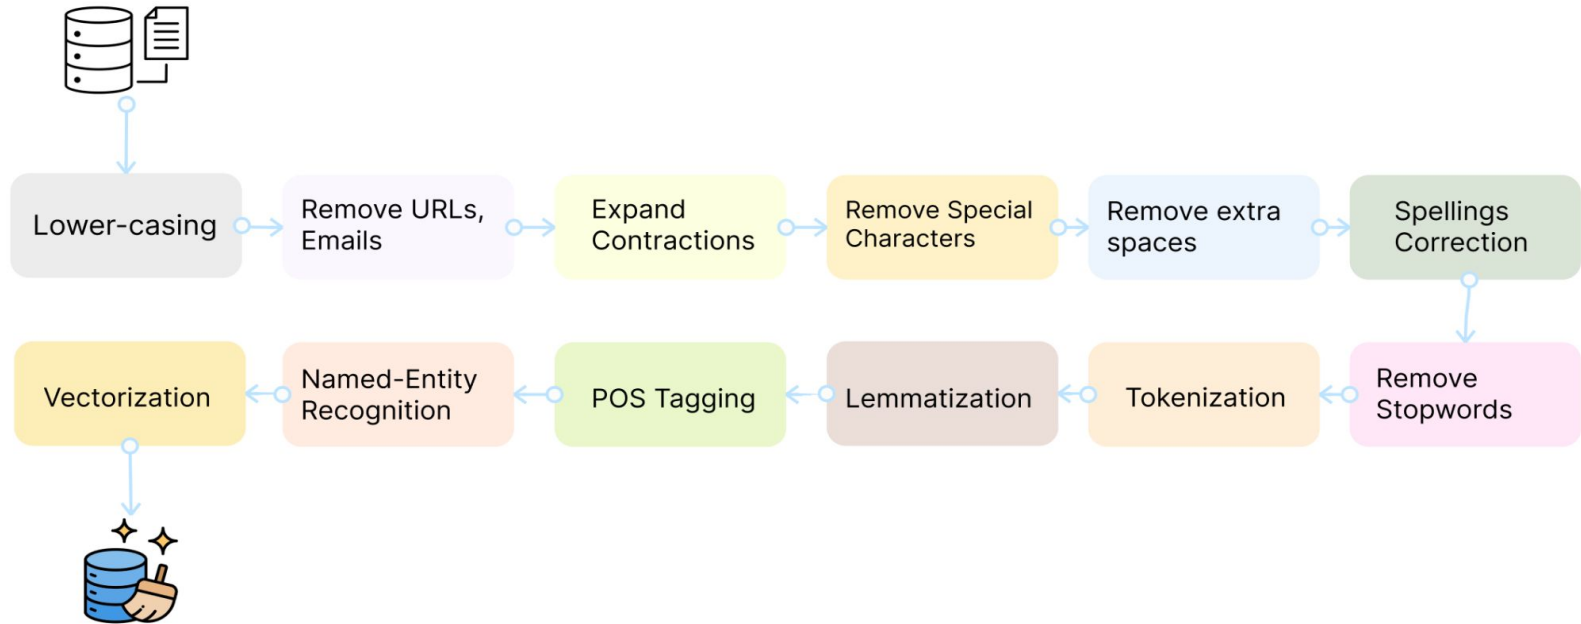 Lower-casing
Remove URLs,
Emails
Expand
Contractions
Remove Special
Characters
Remove extra
spaces
Spellings
Correction
Remove
Stopwords
Tokenization
Lemmatization
POS Tagging
Named-Entity
Recognition
Vectorization